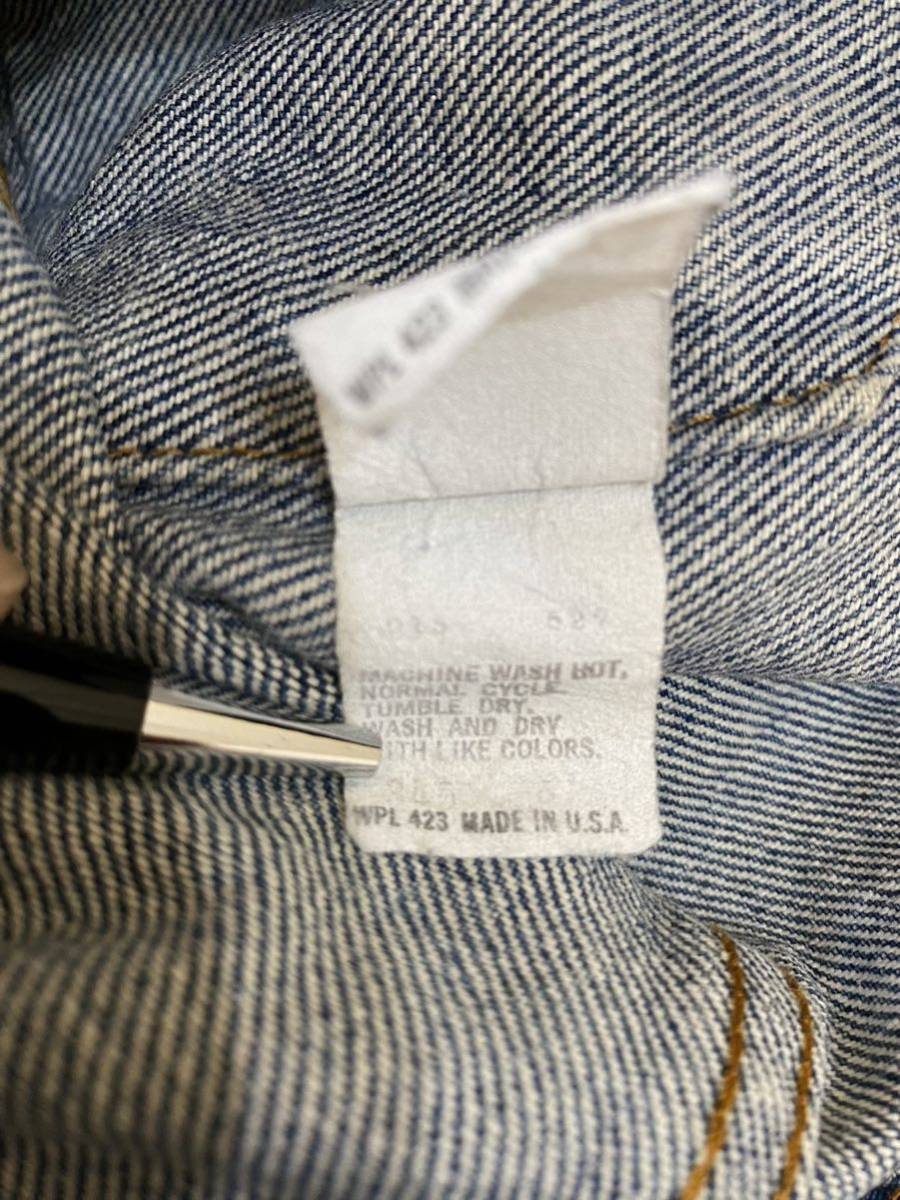 WPL 423
527
MACHINE WASH HOT,
NORMAL CYCLE
TUMBLE DRY.
WASH AND DRY
WITH LIKE COLORS.
WPL 423 MADE IN U.S.A.